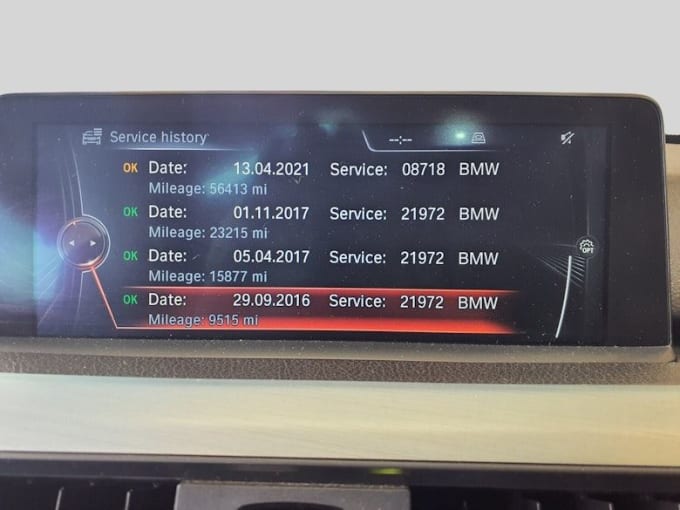 Service history --:--
OK Date: 13.04.2021 Service: 08718 BMW
Mileage: 56413 mi
OK Date: 01.11.2017 Service: 21972 BMW
Mileage: 23215 mi
OK Date: 05.04.2017 Service: 21972 BMW
Mileage: 15877 mi
OK Date: 29.09.2016 Service: 21972 BMW
Mileage: 9515 mi
OPT